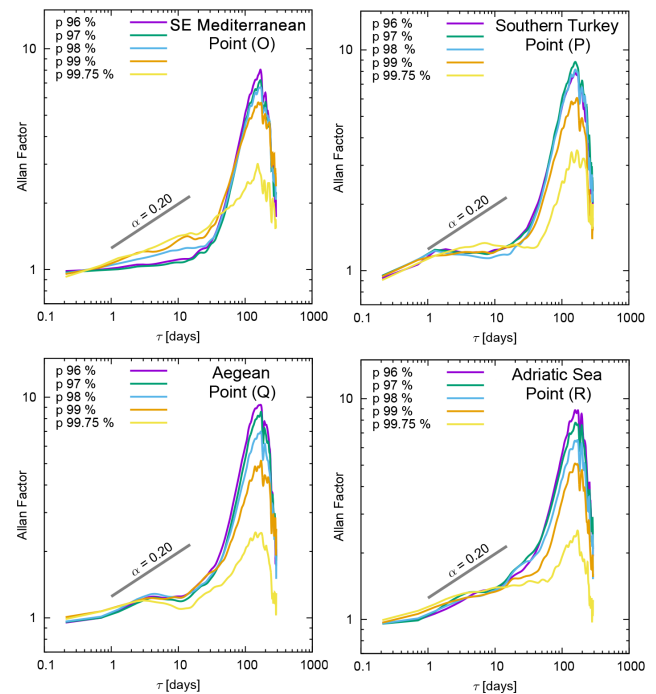 SE Mediterranean
Point (O)
p 96 %
p 97 %
p 98 %
p 99 %
p 99.75 %
α = 0.20
Allan Factor
10
1
0.1 1 10 100 1000
τ [days]
Southern Turkey
Point (P)
p 96 %
p 97 %
p 98 %
p 99 %
p 99.75 %
α = 0.20
Allan Factor
10
1
0.1 1 10 100 1000
τ [days]
Aegean
Point (Q)
p 96 %
p 97 %
p 98 %
p 99 %
p 99.75 %
α = 0.20
Allan Factor
10
1
0.1 1 10 100 1000
τ [days]
Adriatic Sea
Point (R)
p 96 %
p 97 %
p 98 %
p 99 %
p 99.75 %
α = 0.20
Allan Factor
10
1
0.1 1 10 100 1000
τ [days]